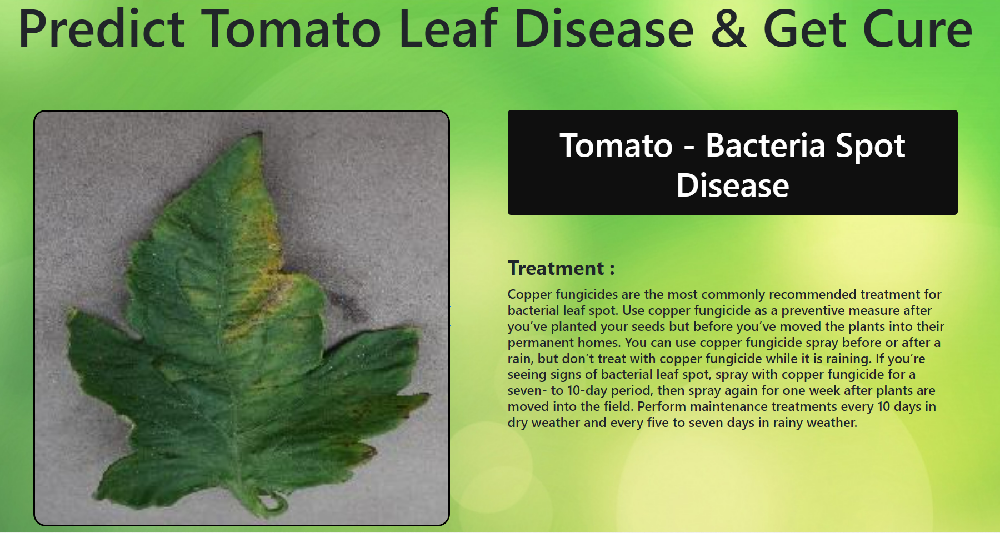 Predict Tomato Leaf Disease & Get Cure
Tomato - Bacteria Spot
Disease
Treatment :
Copper fungicides are the most commonly recommended treatment for
bacterial leaf spot. Use copper fungicide as a preventive measure after
you’ve planted your seeds but before you’ve moved the plants into their
permanent homes. You can use copper fungicide spray before or after a
rain, but don’t treat with copper fungicide while it is raining. If you’re
seeing signs of bacterial leaf spot, spray with copper fungicide for a
seven- to 10-day period, then spray again for one week after plants are
moved into the field. Perform maintenance treatments every 10 days in
dry weather and every five to seven days in rainy weather.